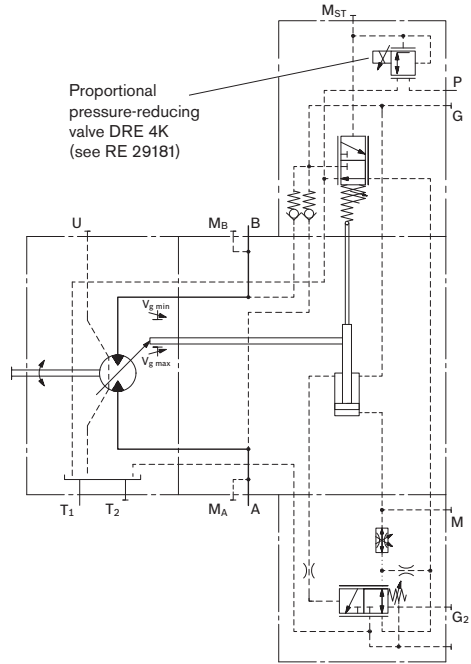 MST
Proportional
pressure-reducing
valve DRE 4K
(see RE 29181)
P
G
U
MB
B
Vg min
Vg max
T1
T2
MA
A
M
G2